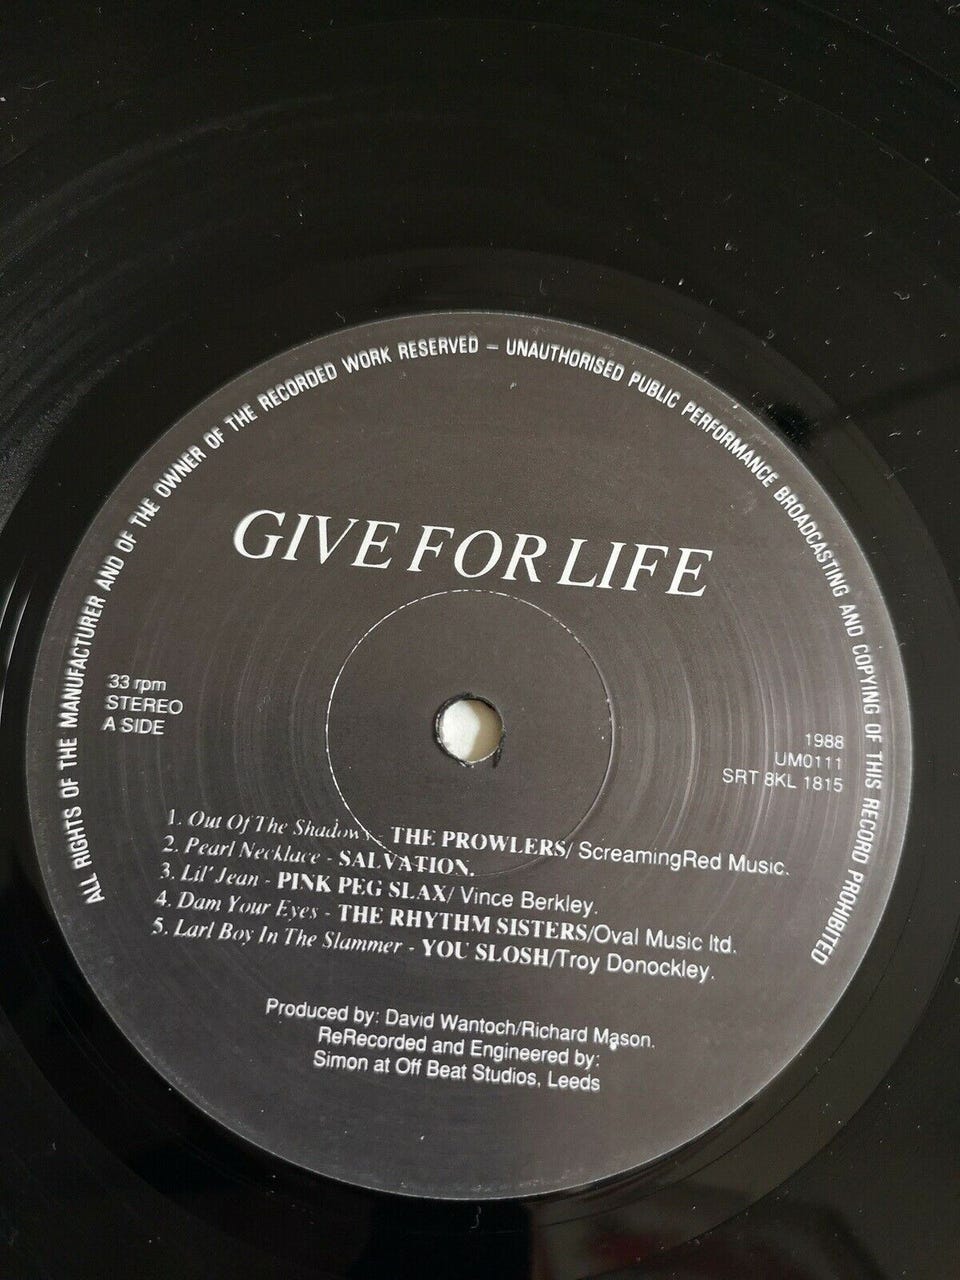 ALL RIGHTS OF THE MANUFACTURER AND OF THE OWNER OF THE RECORDED WORK RESERVED – UNAUTHORISED PUBLIC PERFORMANCE BROADCASTING AND COPYING OF THIS RECORD PROHIBITED
GIVE FOR LIFE
33 rpm
STEREO
A SIDE
1988
UM0111
SRT 8KL 1815
1. Out Of The Shadows - THE PROWLERS/ ScreamingRed Music.
2. Pearl Necklace - SALVATION.
3. Lil' Jean - PINK PEG SLAX/ Vince Berkley.
4. Dam Your Eyes - THE RHYTHM SISTERS/Oval Music ltd.
5. Larl Boy In The Slammer - YOU SLOSH/Troy Donockley.
Produced by: David Wantoch/Richard Mason.
ReRecorded and Engineered by:
Simon at Off Beat Studios, Leeds